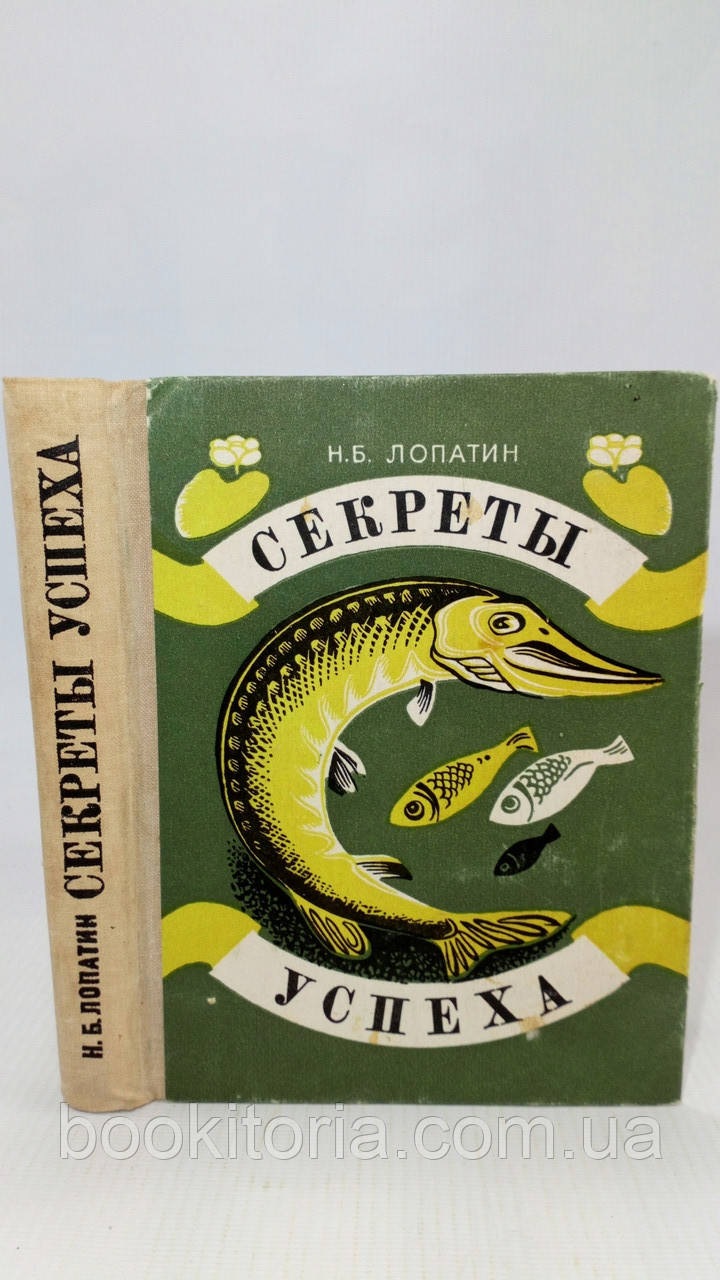 Н.Б. ЛОПАТИН СЕКРЕТЫ УСПЕХА
Н.Б. ЛОПАТИН
СЕКРЕТЫ
УСПЕХА
bookitoria.com.ua